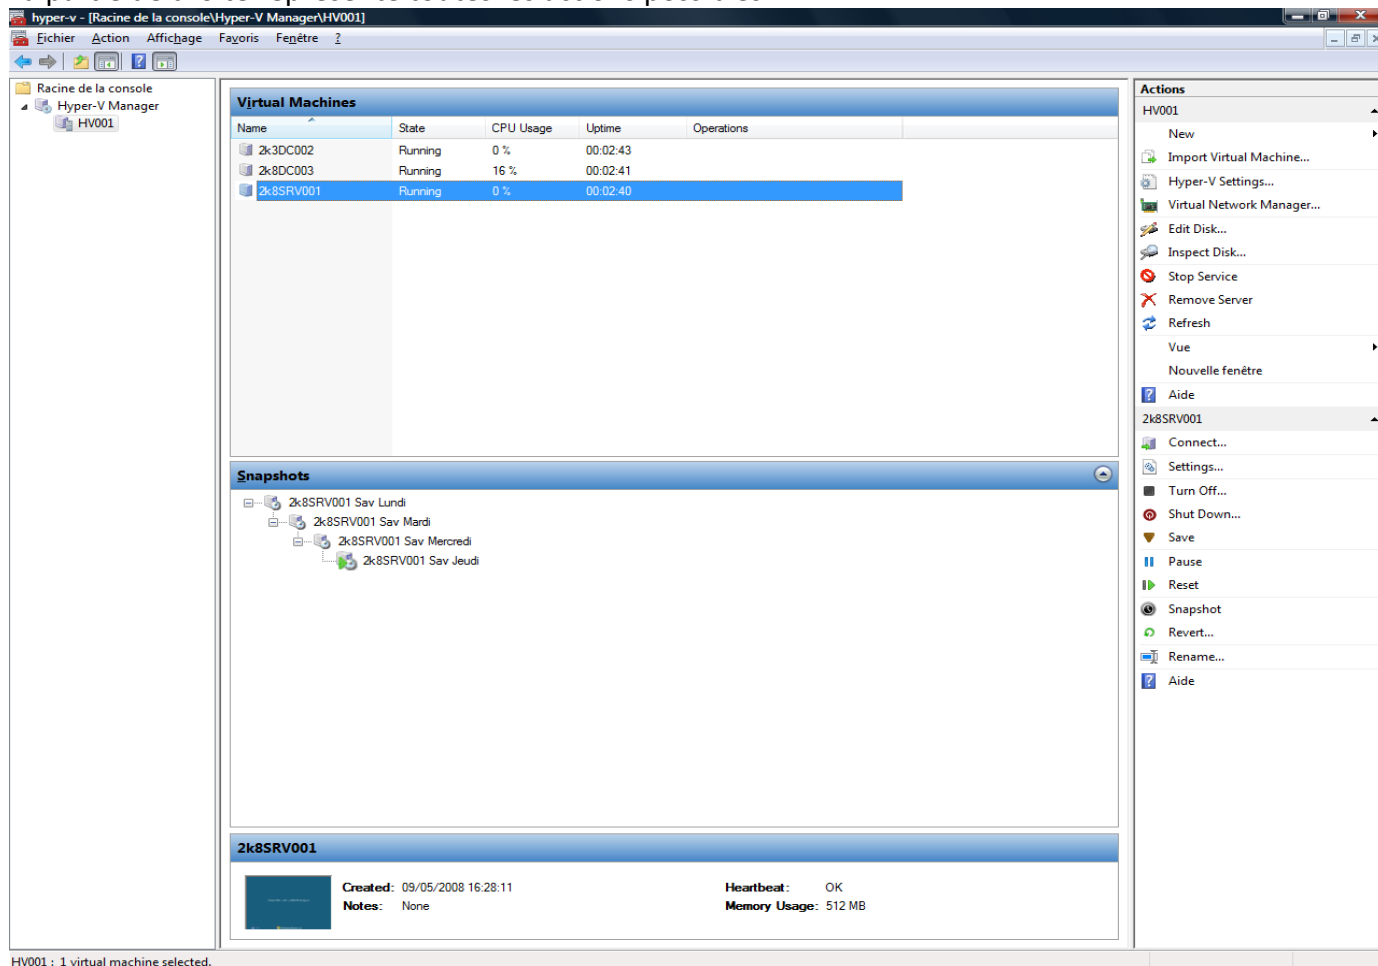 hyper-v - [Racine de la console\Hyper-V Manager\HV001]
Fichier Action Affichage Favoris Fenêtre ?
Racine de la console
Hyper-V Manager
HV001
Virtual Machines
Name State CPU Usage Uptime Operations
2k3DC002 Running 0 % 00:02:43
2k8DC003 Running 16 % 00:02:41
2k8SRV001 Running 0 % 00:02:40
Snapshots
2k8SRV001 Sav Lundi
2k8SRV001 Sav Mardi
2k8SRV001 Sav Mercredi
2k8SRV001 Sav Jeudi
2k8SRV001
Created: 09/05/2008 16:28:11 Heartbeat: OK
Notes: None Memory Usage: 512 MB
Actions
HV001
New
Import Virtual Machine...
Hyper-V Settings...
Virtual Network Manager...
Edit Disk...
Inspect Disk...
Stop Service
Remove Server
Refresh
Vue
Nouvelle fenêtre
Aide
2k8SRV001
Connect...
Settings...
Turn Off...
Shut Down...
Save
Pause
Reset
Snapshot
Revert...
Rename...
Aide
HV001 : 1 virtual machine selected.